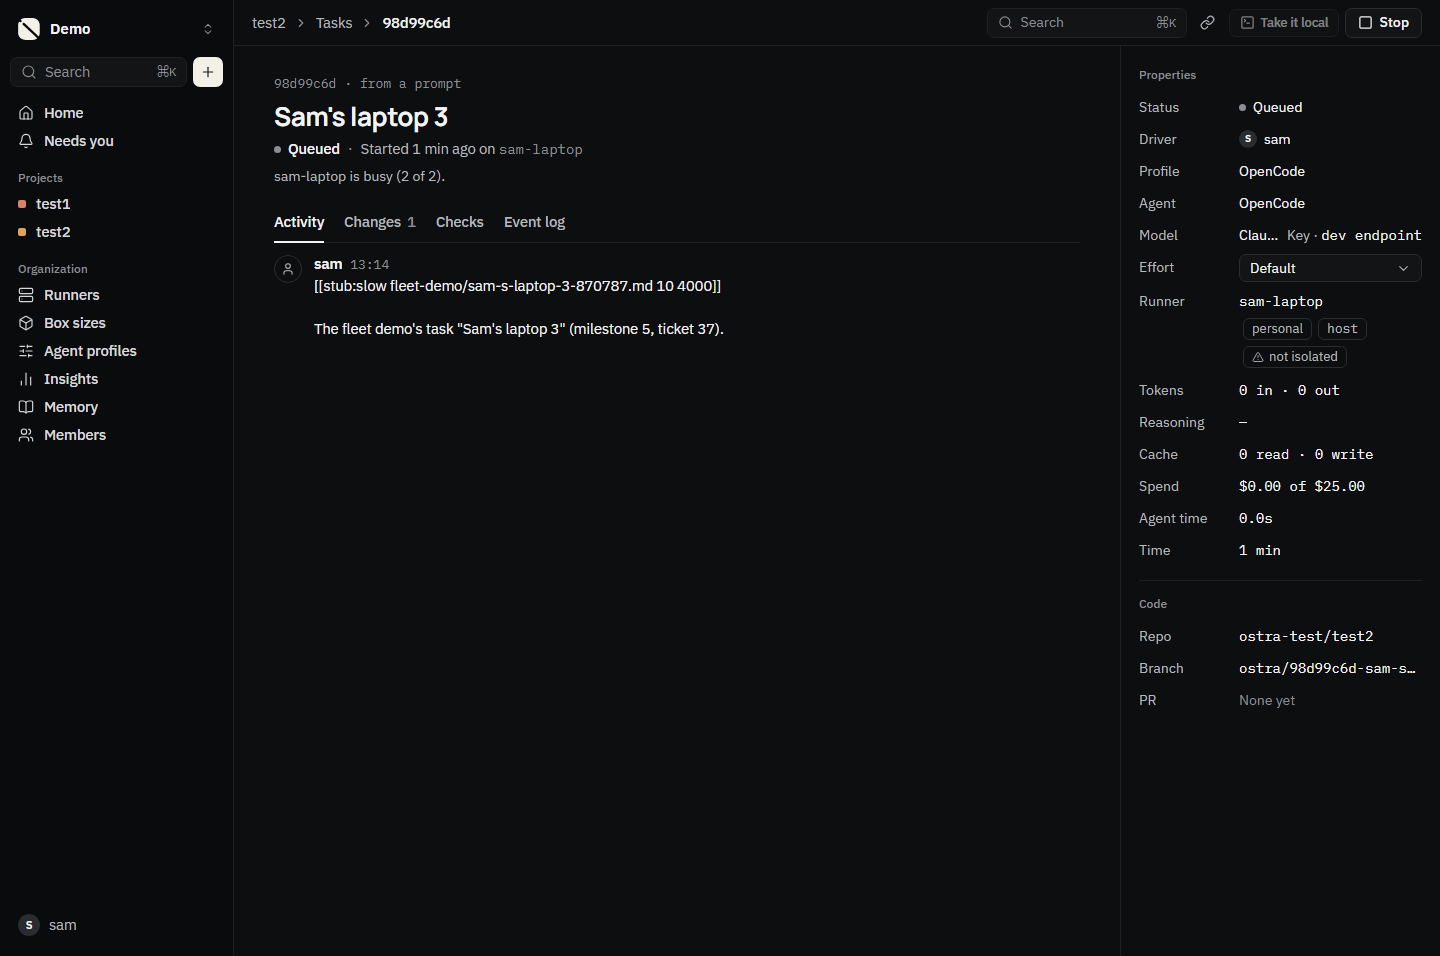 Demo
Search ⌘K
Home
Needs you
Projects
test1
test2
Organization
Runners
Box sizes
Agent profiles
Insights
Memory
Members
S sam
test2 > Tasks > 98d99c6d
Search ⌘K
Take it local
Stop
98d99c6d · from a prompt
Sam's laptop 3
Queued · Started 1 min ago on sam-laptop
sam-laptop is busy (2 of 2).
Activity Changes 1 Checks Event log
sam 13:14
[[stub:slow fleet-demo/sam-s-laptop-3-870787.md 10 4000]]
The fleet demo's task "Sam's laptop 3" (milestone 5, ticket 37).
Properties
Status Queued
Driver S sam
Profile OpenCode
Agent OpenCode
Model Clau... Key · dev endpoint
Effort Default
Runner sam-laptop
personal host
not isolated
Tokens 0 in · 0 out
Reasoning –
Cache 0 read · 0 write
Spend $0.00 of $25.00
Agent time 0.0s
Time 1 min
Code
Repo ostra-test/test2
Branch ostra/98d99c6d-sam-s…
PR None yet